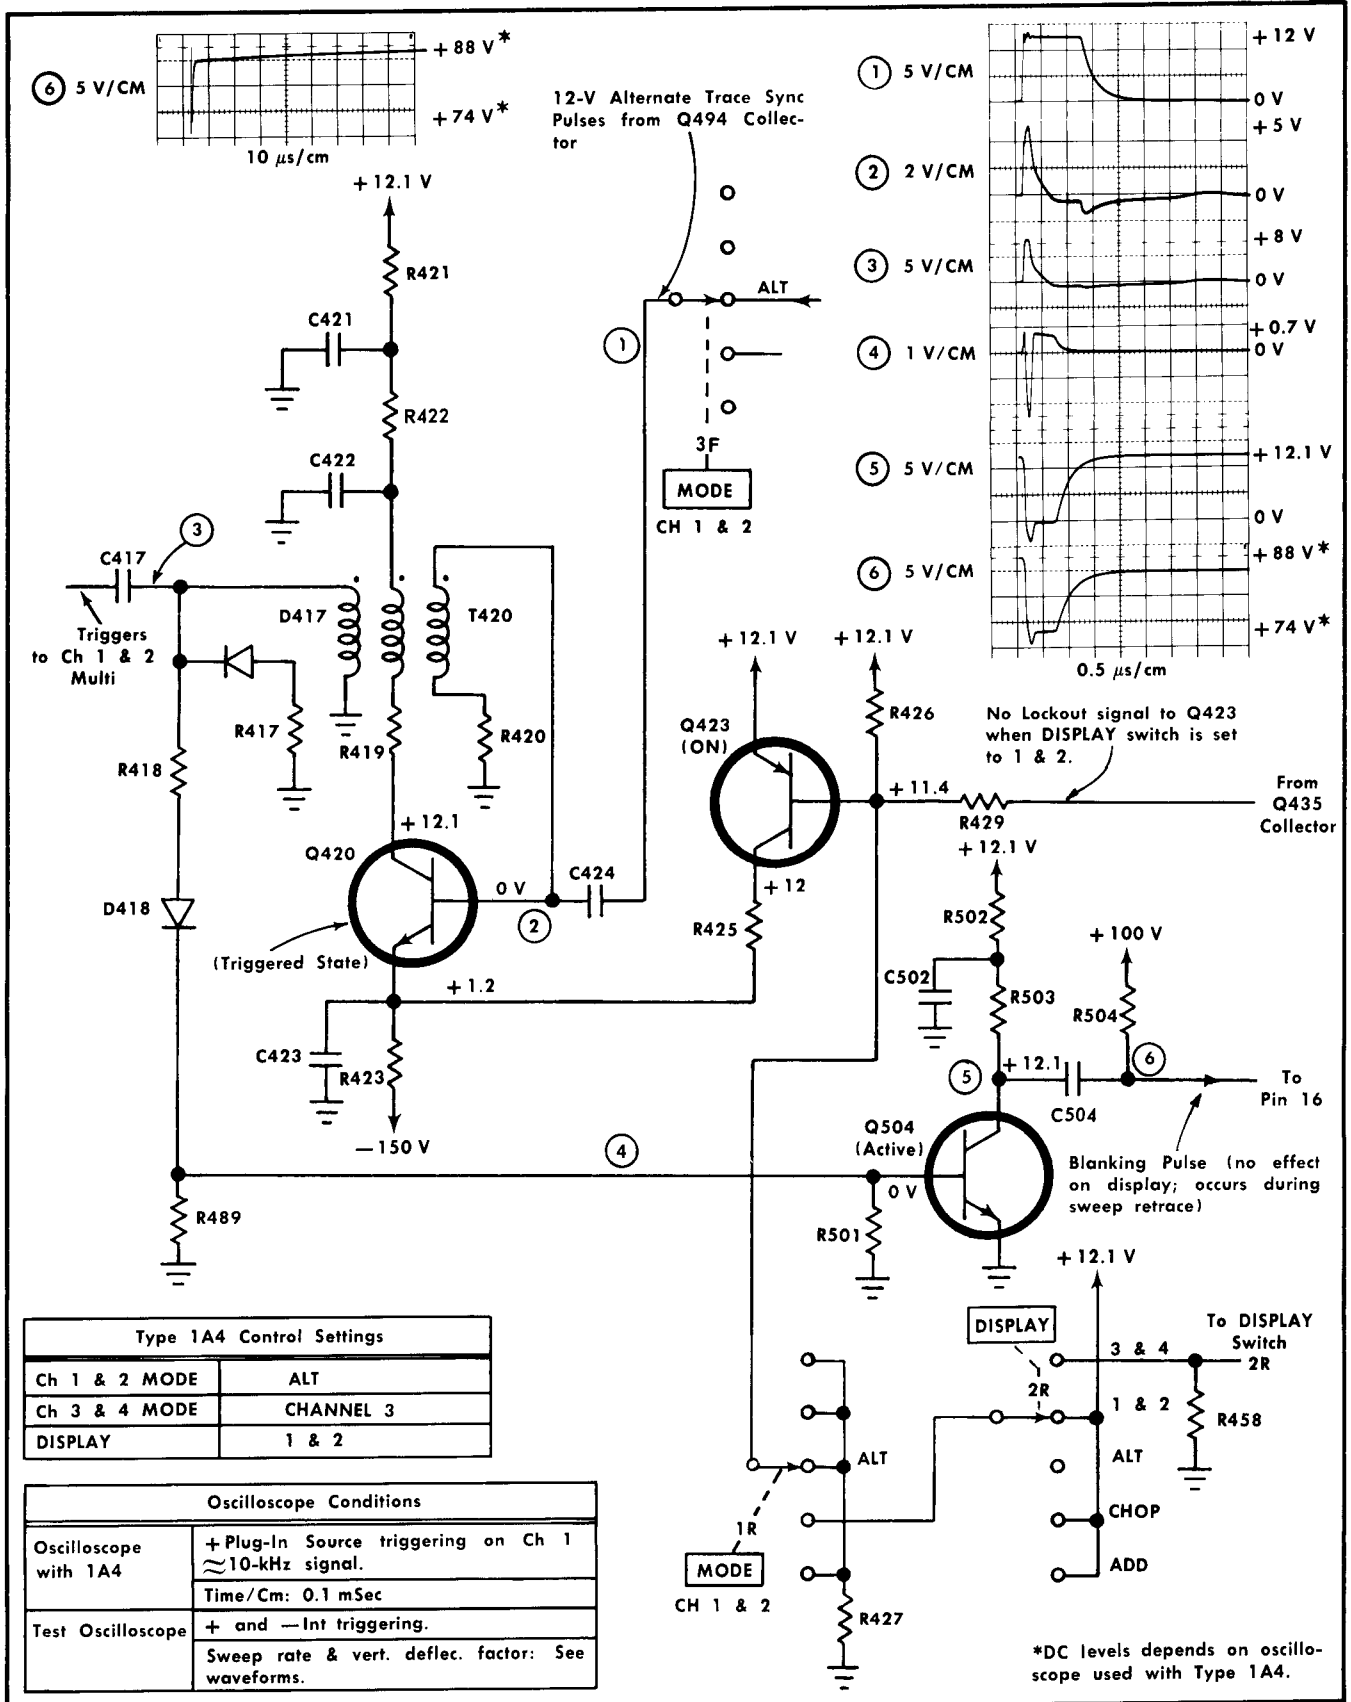 6 5 V/CM
+ 88 V*
+ 74 V*
10 µs/cm
12-V Alternate Trace Sync
Pulses from Q494 Collec-
tor
1 5 V/CM
+ 12 V
0 V
2 2 V/CM
+ 5 V
0 V
3 5 V/CM
+ 8 V
0 V
4 1 V/CM
+ 0.7 V
0 V
5 5 V/CM
+ 12.1 V
0 V
6 5 V/CM
+ 88 V*
+ 74 V*
0.5 µs/cm
+ 12.1 V
R421
C421
R422
C422
ALT
1
3F
MODE
CH 1 & 2
3
C417
Triggers
to Ch 1 & 2
Multi
D417
T420
R417
R418
R419
R420
D418
+ 12.1
Q420
0 V
2
C424
(Triggered State)
+ 1.2
C423
R423
— 150 V
+ 12.1 V
+ 12.1 V
Q423
(ON)
R426
No Lockout signal to Q423
when DISPLAY switch is set
to 1 & 2.
+ 11.4
R429
From
Q435
Collector
+ 12
R425
+ 12.1 V
R502
C502
R503
+ 100 V
R504
5
+ 12.1
6
C504
To
Pin 16
Q504
(Active)
0 V
Blanking Pulse (no effect
on display; occurs during
sweep retrace)
4
R489
R501
+ 12.1 V
DISPLAY
2R
3 & 4
To DISPLAY
Switch
2R
1 & 2
R458
ALT
CHOP
ADD
ALT
1R
MODE
CH 1 & 2
R427
Type 1A4 Control Settings
Ch 1 & 2 MODE ALT
Ch 3 & 4 MODE CHANNEL 3
DISPLAY 1 & 2
Oscilloscope Conditions
Oscilloscope
with 1A4
+ Plug-In Source triggering on Ch 1
≈10-kHz signal.
Time/Cm: 0.1 mSec
Test Oscilloscope
+ and —Int triggering.
Sweep rate & vert. deflec. factor: See
waveforms.
*DC levels depends on oscillo-
scope used with Type 1A4.